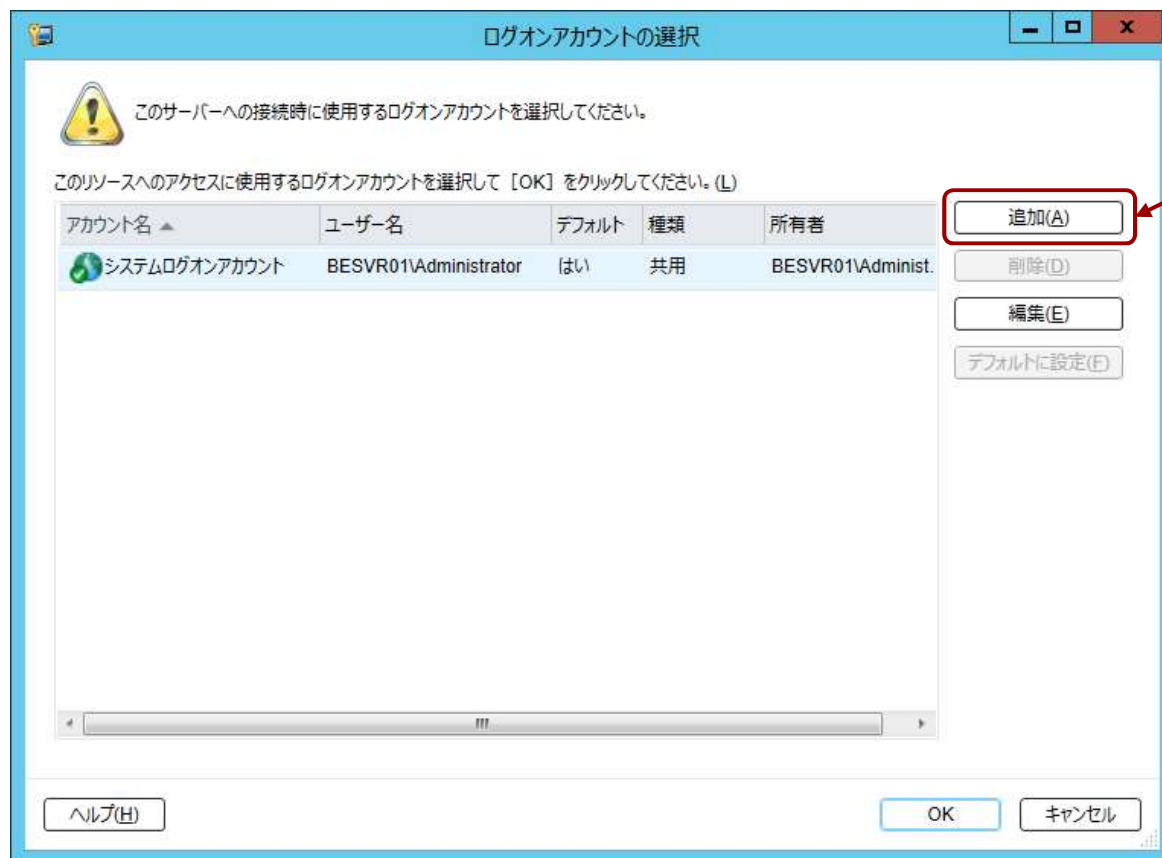 ログオンアカウントの選択
このサーバーへの接続時に使用するログオンアカウントを選択してください。
このリソースへのアクセスに使用するログオンアカウントを選択して [OK] をクリックしてください。(L)
アカウント名 ユーザー名 デフォルト 種類 所有者
システムログオンアカウント BESVR01\Administrator はい 共用 BESVR01\Administ.
追加(A)
削除(D)
編集(E)
デフォルトに設定(F)
ヘルプ(H)
OK キャンセル